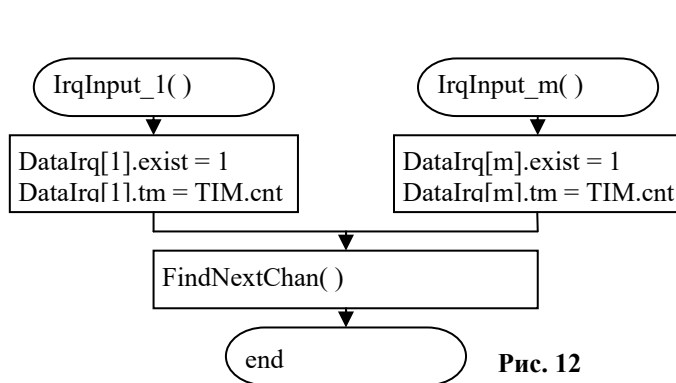 IrqInput_1( )
IrqInput_m( )
DataIrq[1].exist = 1
DataIrq[1].tm = TIM.cnt
DataIrq[m].exist = 1
DataIrq[m].tm = TIM.cnt
FindNextChan( )
end
Рис. 12